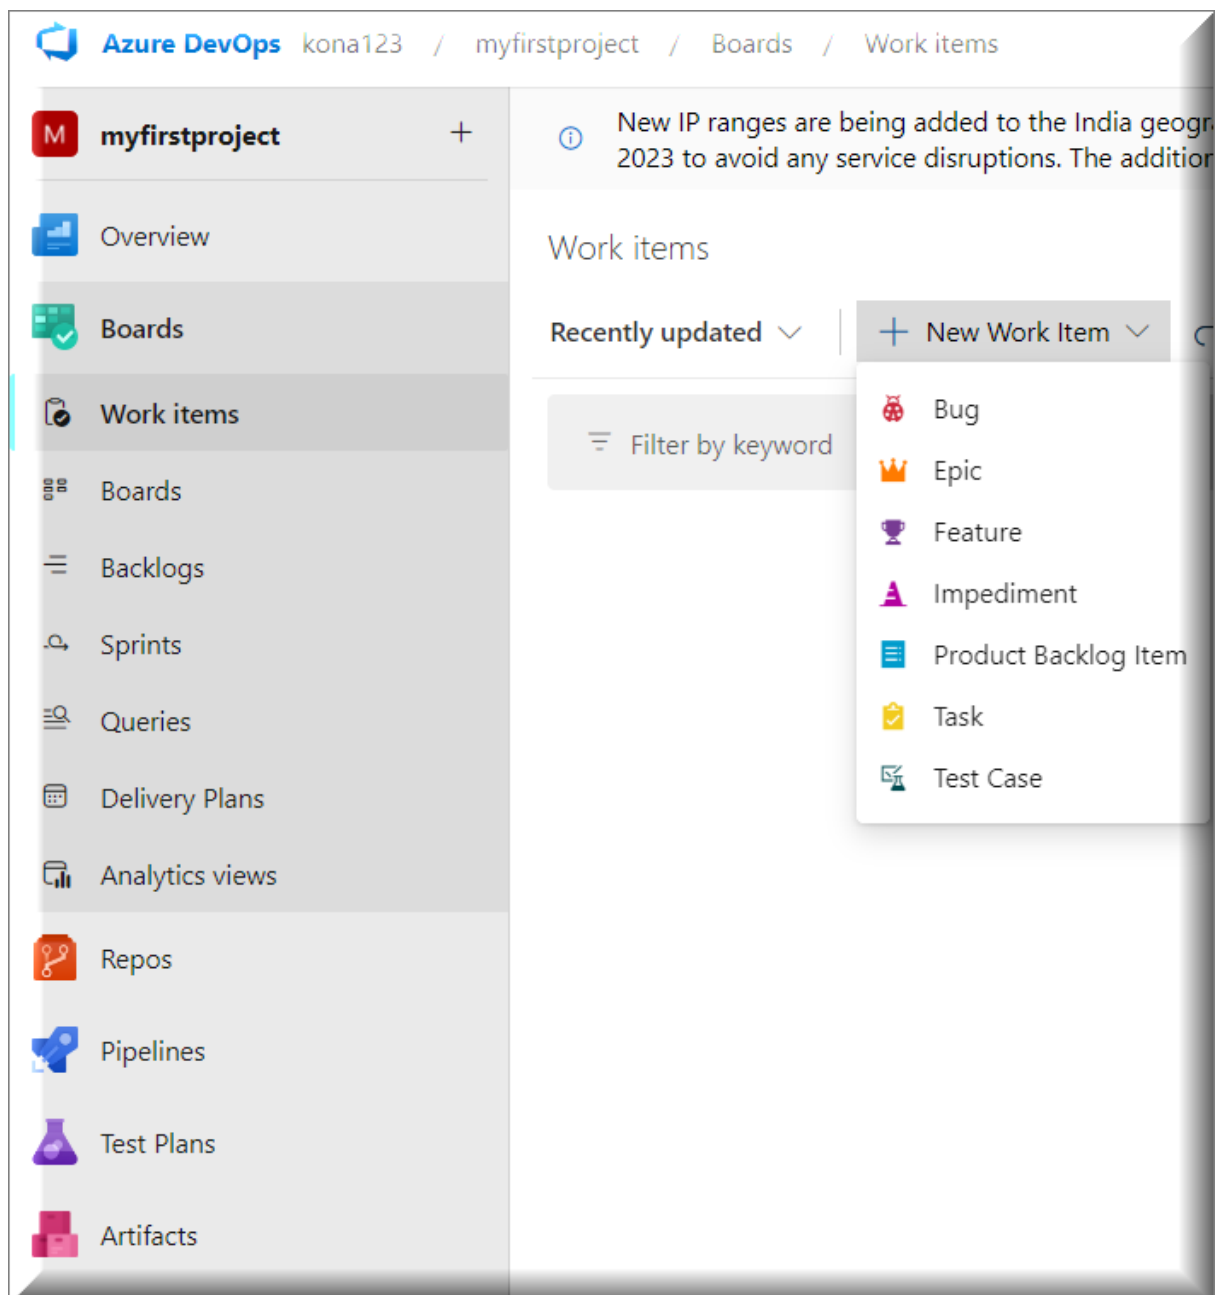 Azure DevOps kona123 / myfirstproject / Boards / Work items
M myfirstproject +
New IP ranges are being added to the India
2023 to avoid any service disruptions. The
Overview
Boards
Work items
Boards
Backlogs
Sprints
Queries
Delivery Plans
Analytics views
Repos
Pipelines
Test Plans
Artifacts
Work items
Recently updated
+ New Work Item
Filter by keyword
Bug
Epic
Feature
Impediment
Product Backlog Item
Task
Test Case